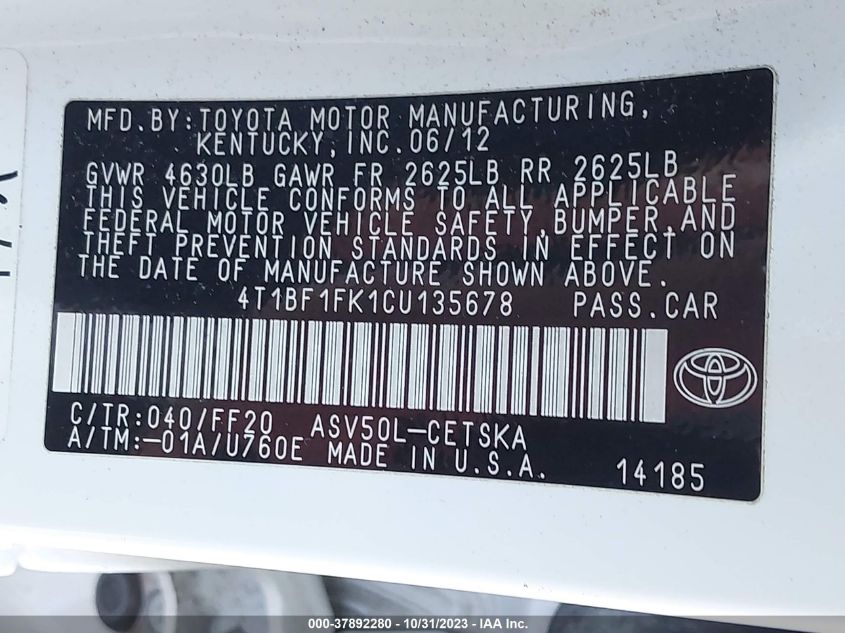 MFD.BY:TOYOTA MOTOR MANUFACTURING,
KENTUCKY,INC.06/12
GVWR 4630LB GAWR FR 2625LB RR 2625LB
THIS VEHICLE CONFORMS TO ALL APPLICABLE
FEDERAL MOTOR VEHICLE SAFETY,BUMPER,AND
THEFT PREVENTION STANDARDS IN EFFECT ON
THE DATE OF MANUFACTURE SHOWN ABOVE.
4T1BF1FK1CU135678 PASS.CAR
C/TR:040/FF20 ASV50L-CETSKA
A/TM:-01A/U760E MADE IN U.S.A. 14185
000-37892280 - 10/31/2023 - IAA Inc.